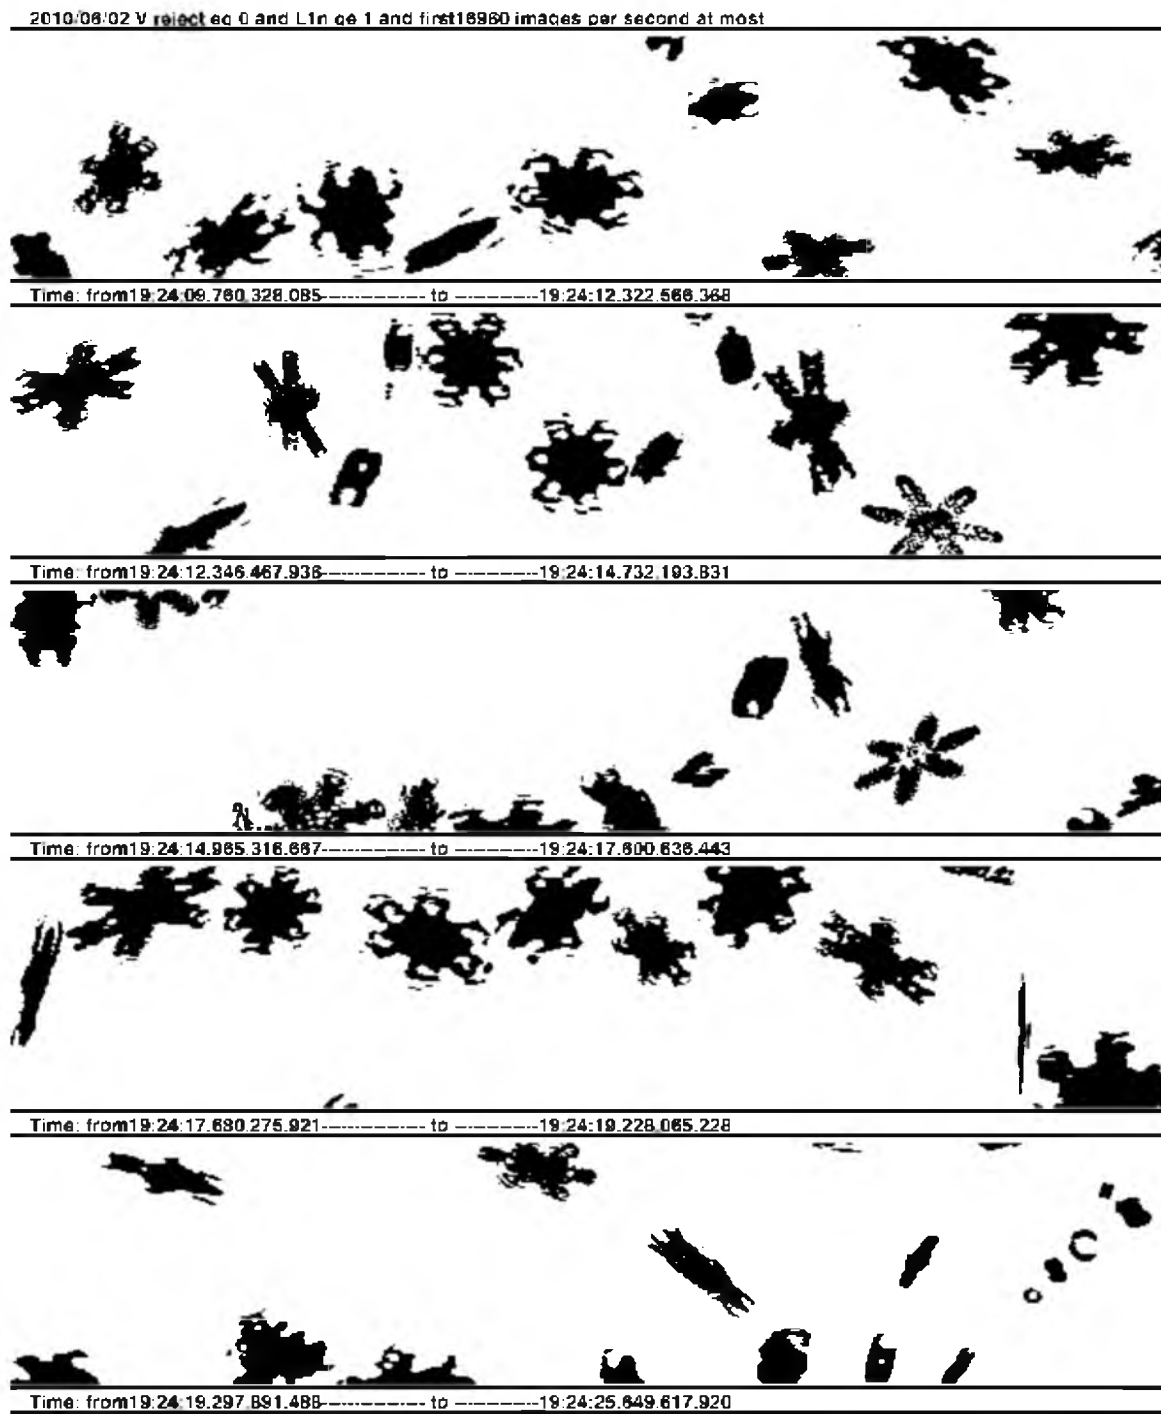 2010/06/02 V reject eq 0 and L1n ge 1 and first16960 images per second at most
Time: from19:24:09.760.328.085--------------- to ------------19:24:12.322.566.368
Time: from19:24:12.346.467.936--------------- to ------------19:24:14.732.193.831
Time: from19:24:14.965.316.667--------------- to ------------19:24:17.600.636.443
Time: from19:24:17.680.275.921--------------- to ------------19:24:19.228.065.228
Time: from19:24:19.297.891.488--------------- to ------------19:24:25.649.617.920